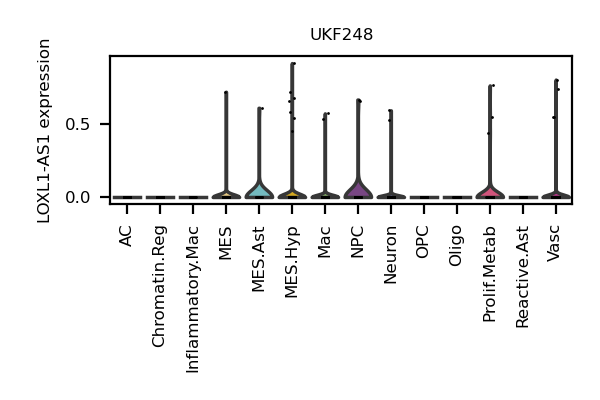 UKF248
LOXL1-AS1 expression
0.5
0.0
AC
Chromatin.Reg
Inflammatory.Mac
MES
MES.Ast
MES.Hyp
Mac
NPC
Neuron
OPC
Oligo
Prolif.Metab
Reactive.Ast
Vasc